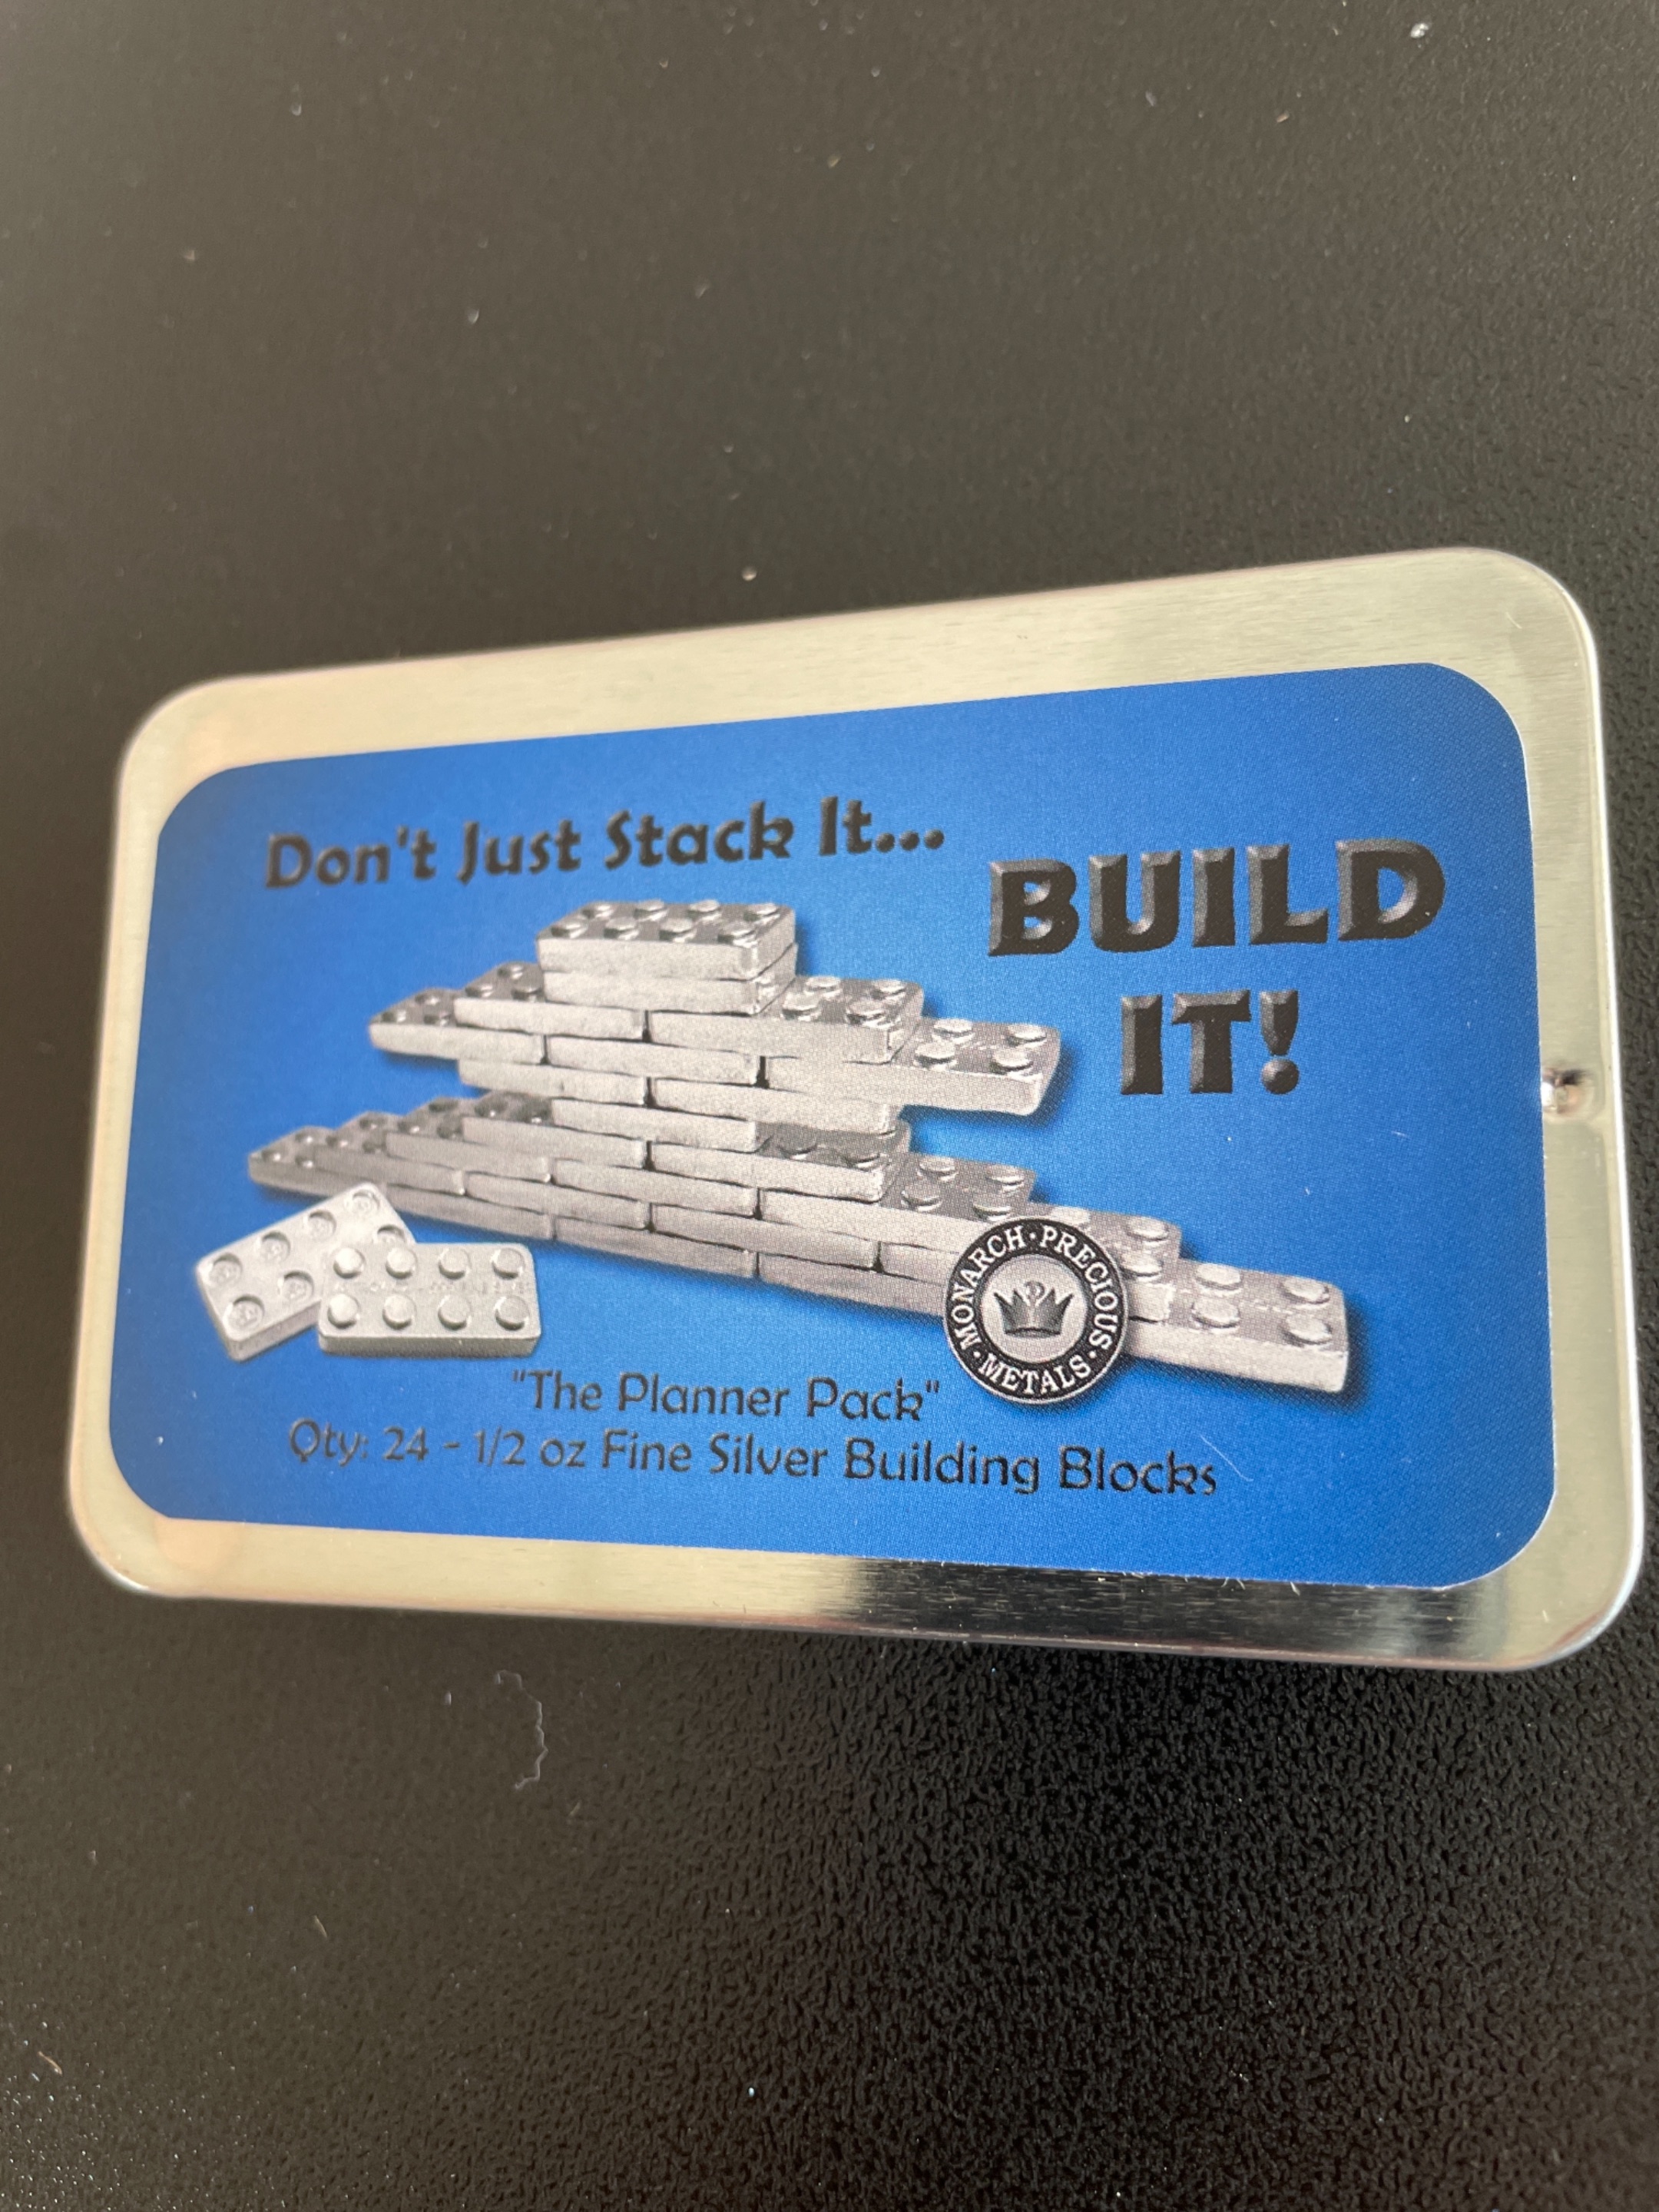 Don't Just Stack It...
BUILD
IT!
MONARCH · PRECIOUS · METALS ·
"The Planner Pack"
Qty: 24 - 1/2 oz Fine Silver Building Blocks